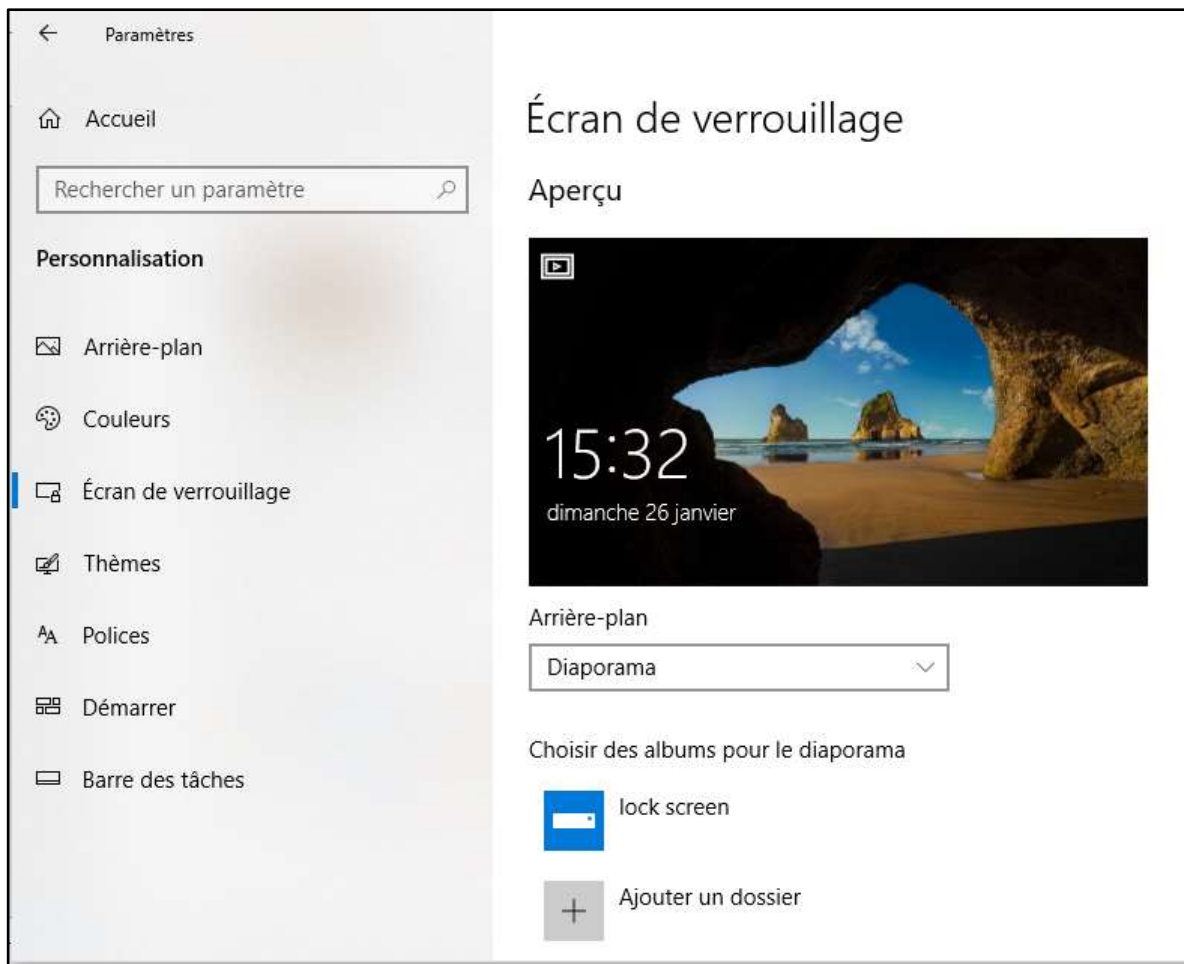 Paramètres
Accueil
Rechercher un paramètre
Personnalisation
Arrière-plan
Couleurs
Écran de verrouillage
Thèmes
Polices
Démarrer
Barre des tâches
Écran de verrouillage
Aperçu
15:32
dimanche 26 janvier
Arrière-plan
Diaporama
Choisir des albums pour le diaporama
lock screen
Ajouter un dossier